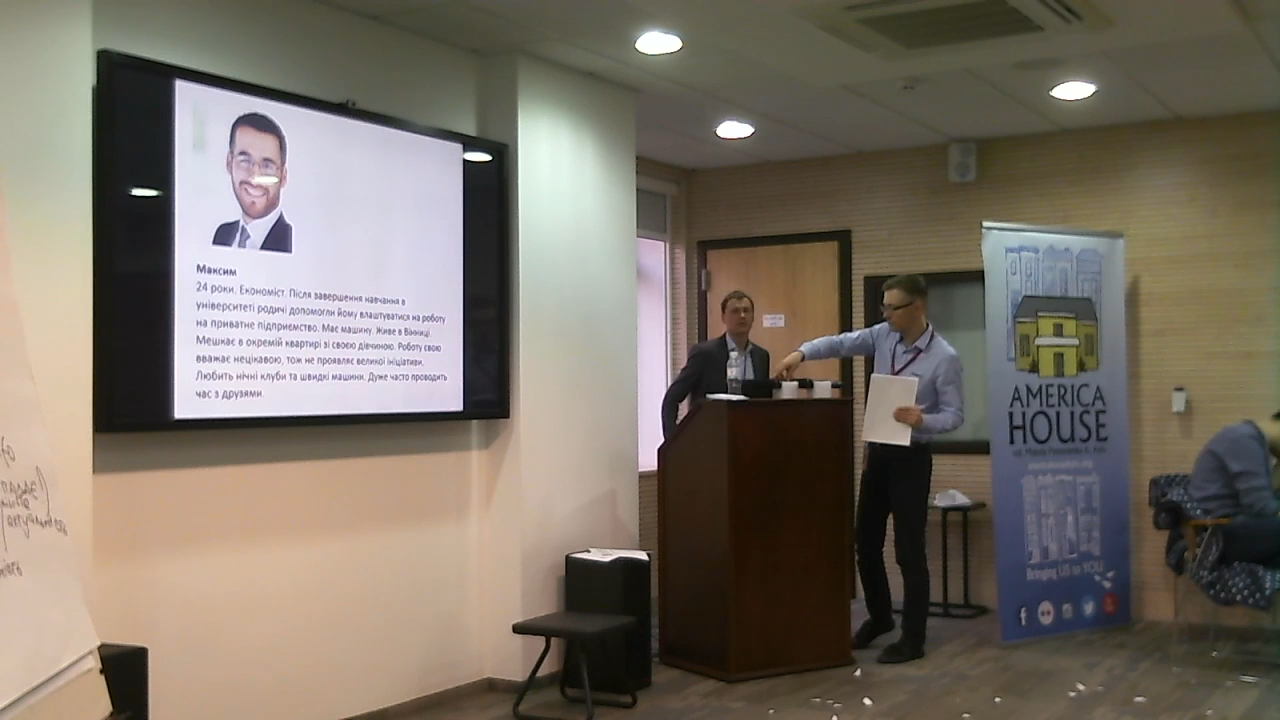 Максим
24 роки. Економіст. Після завершення навчання в
університеті родичі допомогли йому влаштуватися на роботу
на приватне підприємство. Має машину. Живе в Вінниці.
Мешкає в окремій квартирі зі своєю дівчиною. Роботу свою
вважає нецікавою, тож не проявляє великої ініціативи.
Любить нічні клуби та швидкі машини. Дуже часто проводить
час з друзями.
AMERICA
HOUSE
Bringing US to YOU